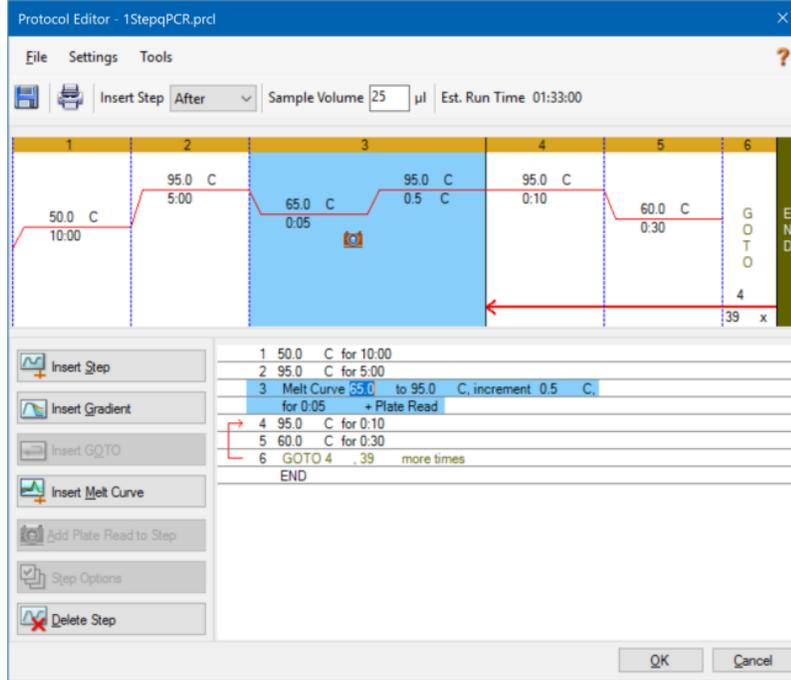 Protocol Editor - 1StepqPCR.prcl
File Settings Tools
Insert Step After Sample Volume 25 µl Est. Run Time 01:33:00
1 2 3 4 5 6
50.0 C
10:00
95.0 C
5:00
65.0 C
0:05
95.0 C
0.5 C
95.0 C
0:10
60.0 C
0:30
G
O
T
O
4
39 x
E
N
D
Insert Step
Insert Gradient
Insert GOTO
Insert Melt Curve
Add Plate Read to Step
Step Options
Delete Step
1 50.0 C for 10:00
2 95.0 C for 5:00
3 Melt Curve 65.0 to 95.0 C, increment 0.5 C,
for 0:05 + Plate Read
4 95.0 C for 0:10
5 60.0 C for 0:30
6 GOTO 4 , 39 more times
END
OK Cancel